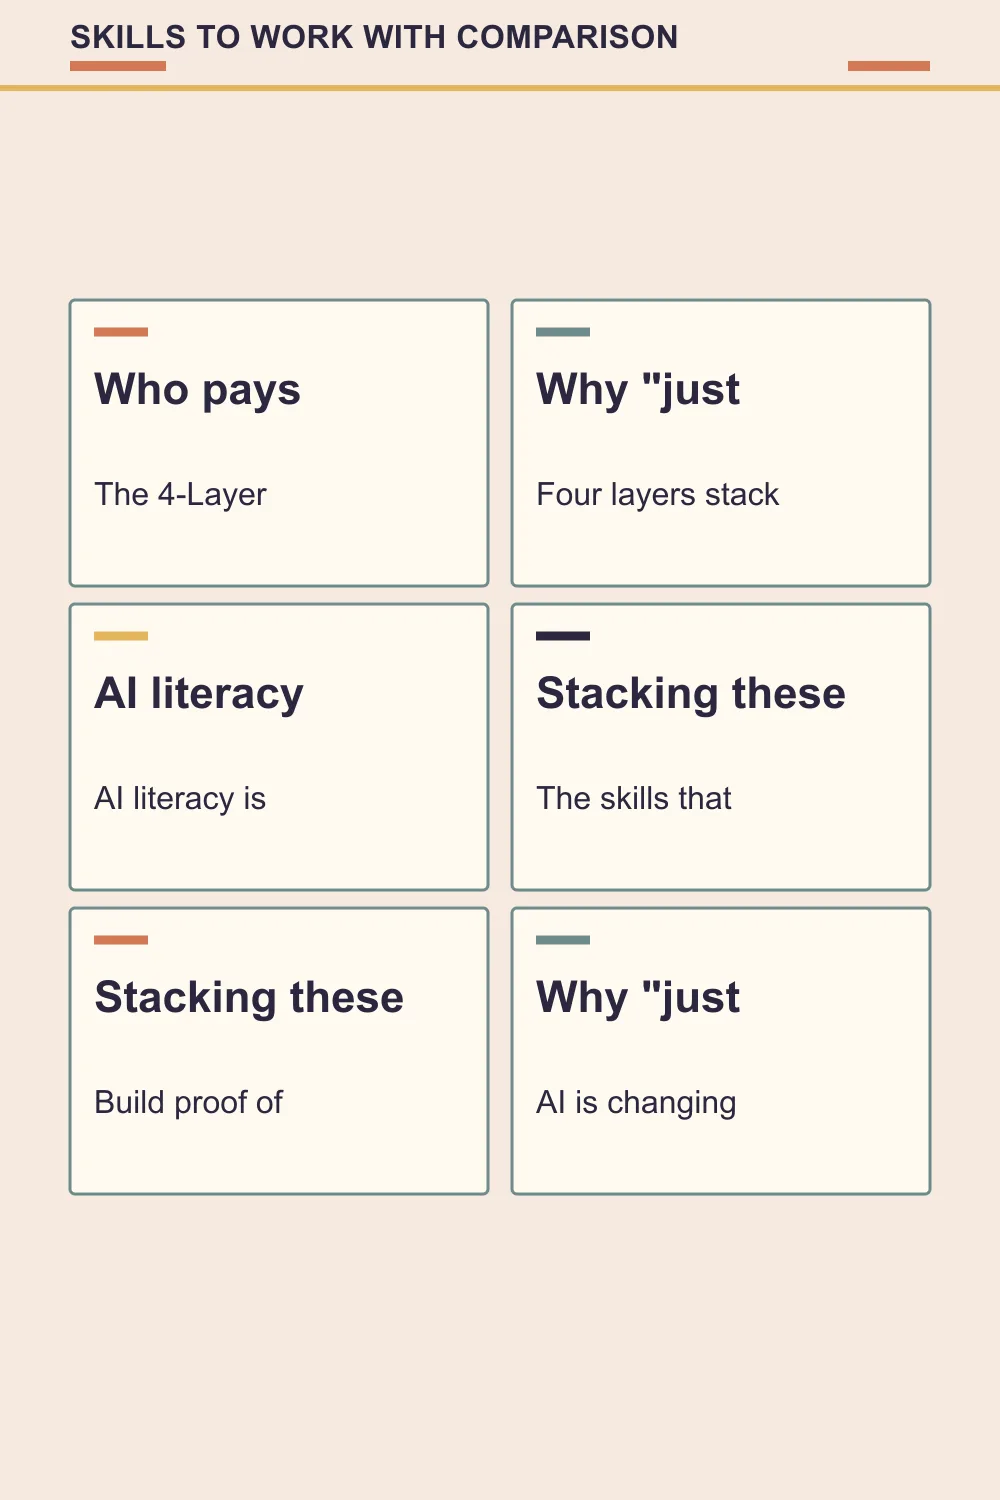 SKILLS TO WORK WITH COMPARISON
Who pays
The 4-Layer
Why "just
Four layers stack
AI literacy
AI literacy is
Stacking these
The skills that
Stacking these
Build proof of
Why "just
AI is changing